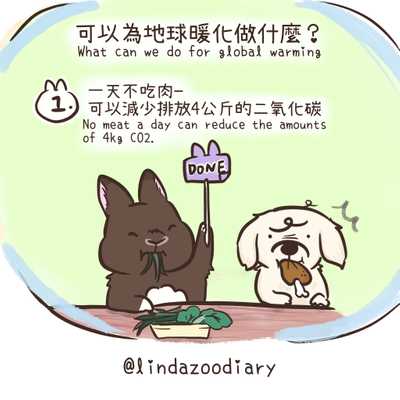 可以為地球暖化做什麼？
What can we do for global warming
1.
一天不吃肉-
可以減少排放4公斤的二氧化碳
No meat a day can reduce the amounts
of 4kg CO2.
DONE
@lindazoodiary